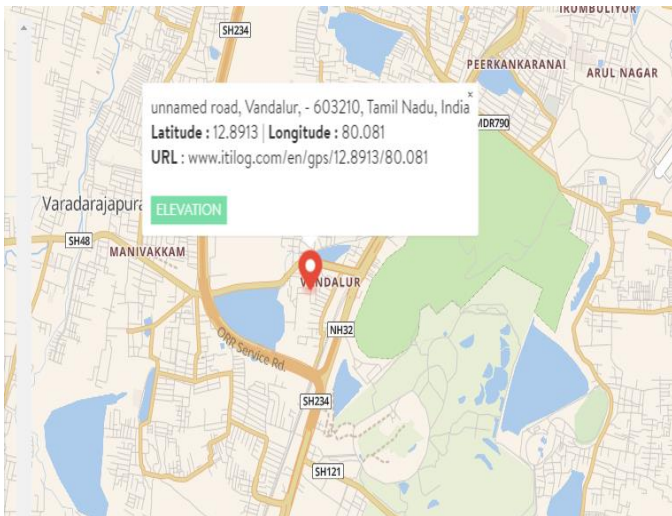 IRUMBULIYUR
SH234
PEERKANKARANAI
ARUL NAGAR
×
unnamed road, Vandalur, - 603210, Tamil Nadu, India
MDR790
Latitude : 12.8913 | Longitude : 80.081
URL : www.itilog.com/en/gps/12.8913/80.081
ELEVATION
Varadarajapura
SH48
MANIVAKKAM
VANDALUR
NH32
ORR Service Rd.
SH234
SH121